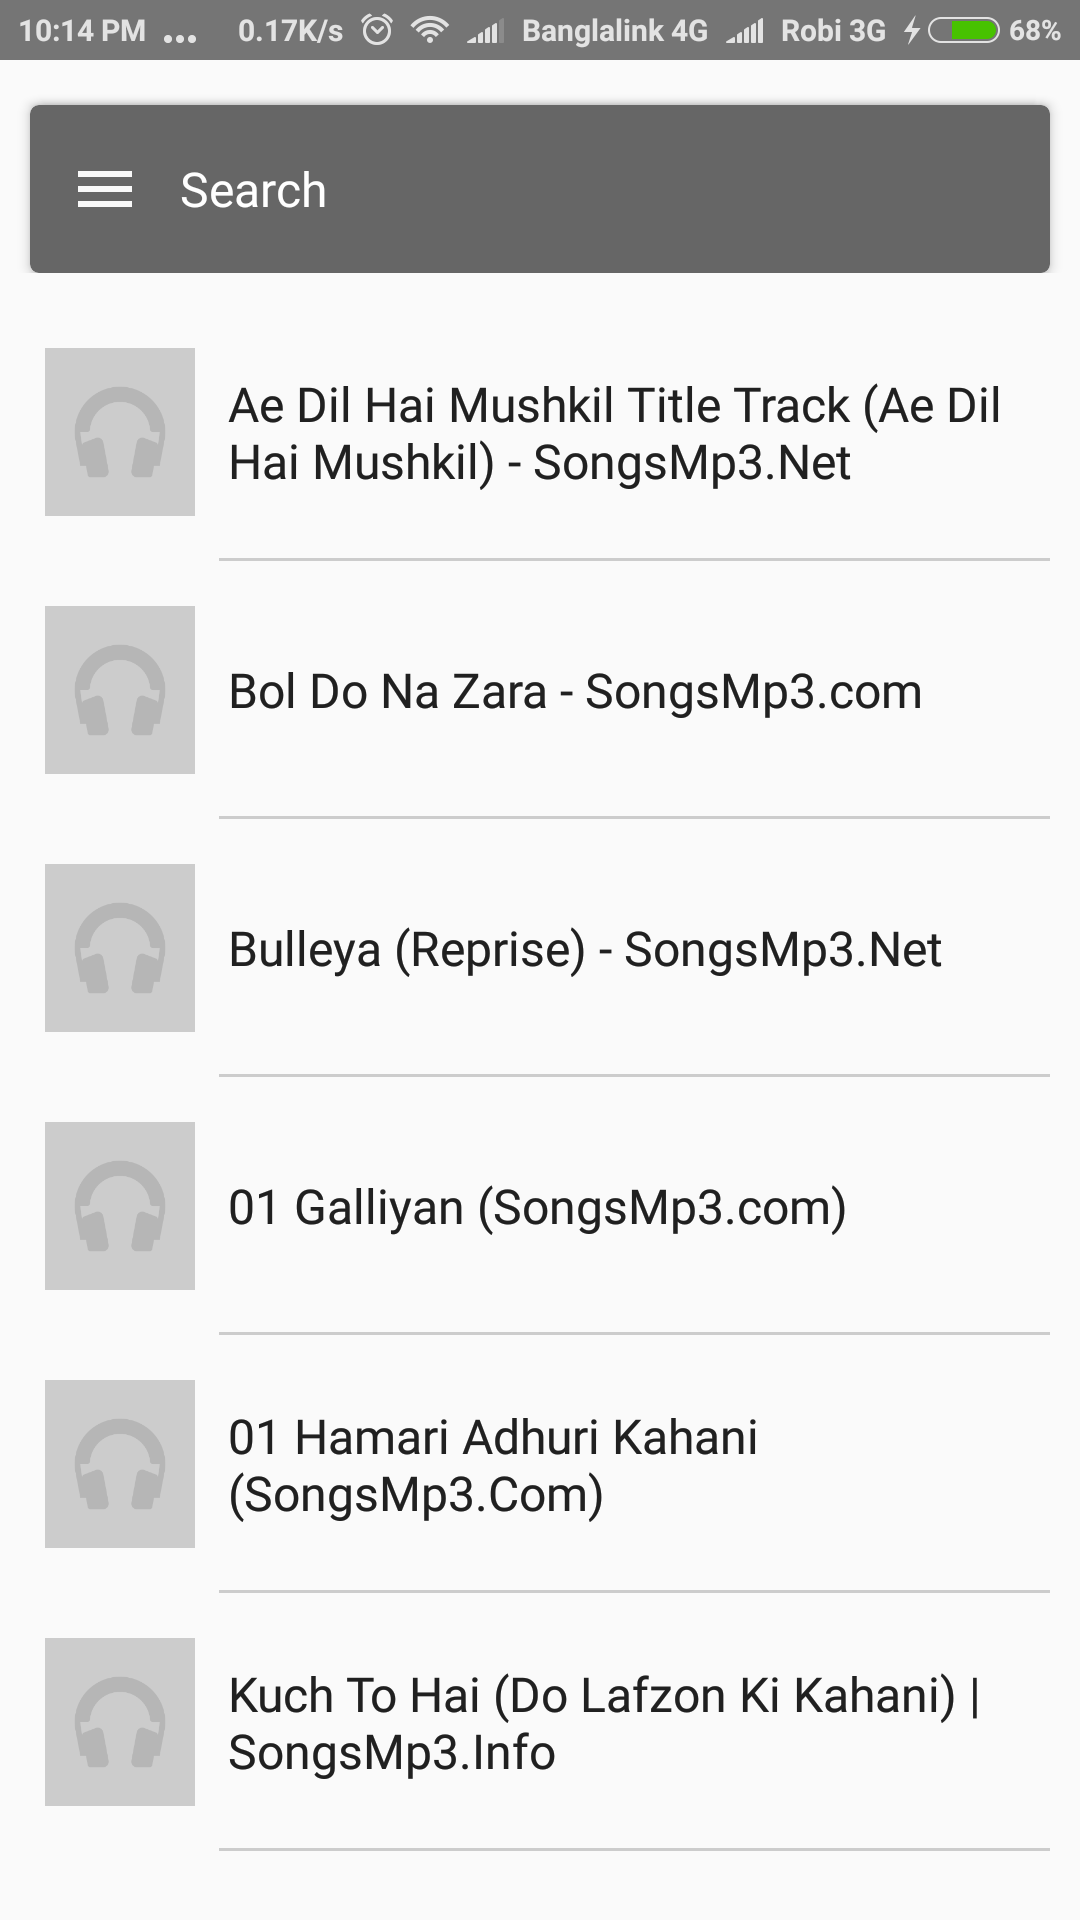 10:14 PM ... 0.17K/s Banglalink 4G Robi 3G 68%
Search
Ae Dil Hai Mushkil Title Track (Ae Dil
Hai Mushkil) - SongsMp3.Net
Bol Do Na Zara - SongsMp3.com
Bulleya (Reprise) - SongsMp3.Net
01 Galliyan (SongsMp3.com)
01 Hamari Adhuri Kahani
(SongsMp3.Com)
Kuch To Hai (Do Lafzon Ki Kahani) |
SongsMp3.Info